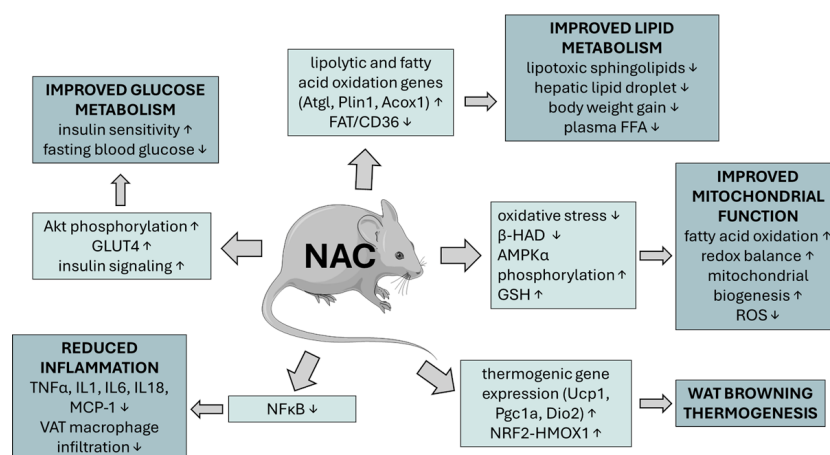 lipolytic and fatty
acid oxidation genes
(Atgl, Plin1, Acox1) ↑
FAT/CD36 ↓
IMPROVED LIPID
METABOLISM
lipotoxic sphingolipids ↓
hepatic lipid droplet ↓
body weight gain ↓
plasma FFA ↓
IMPROVED GLUCOSE
METABOLISM
insulin sensitivity ↑
fasting blood glucose ↓
Akt phosphorylation ↑
GLUT4 ↑
insulin signaling ↑
NAC
oxidative stress ↓
β-HAD ↓
AMPKα
phosphorylation ↑
GSH ↑
IMPROVED
MITOCHONDRIAL
FUNCTION
fatty acid oxidation ↑
redox balance ↑
mitochondrial
biogenesis ↑
ROS ↓
REDUCED
INFLAMMATION
TNFα, IL1, IL6, IL18,
MCP-1 ↓
VAT macrophage
infiltration ↓
NFκB ↓
thermogenic gene
expression (Ucp1,
Pgc1a, Dio2) ↑
NRF2-HMOX1 ↑
WAT BROWNING
THERMOGENESIS